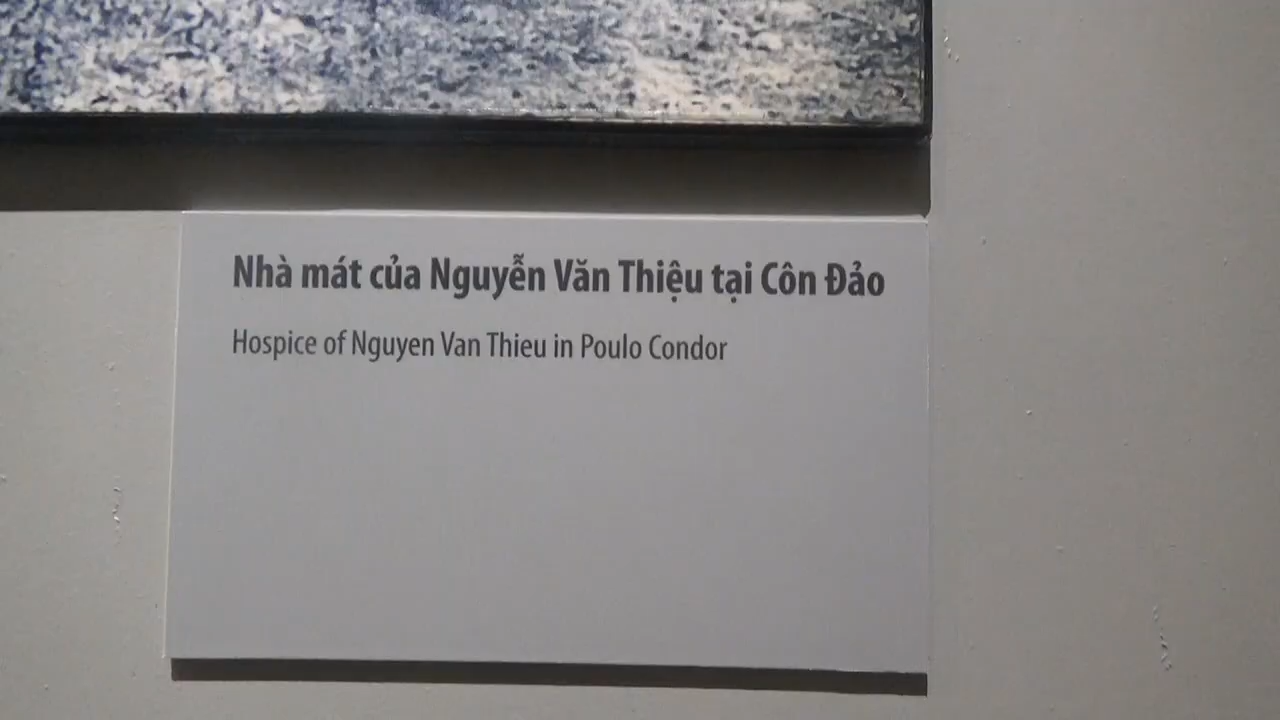 Nhà mát của Nguyễn Văn Thiệu tại Côn Đảo
Hospice of Nguyen Van Thieu in Poulo Condor